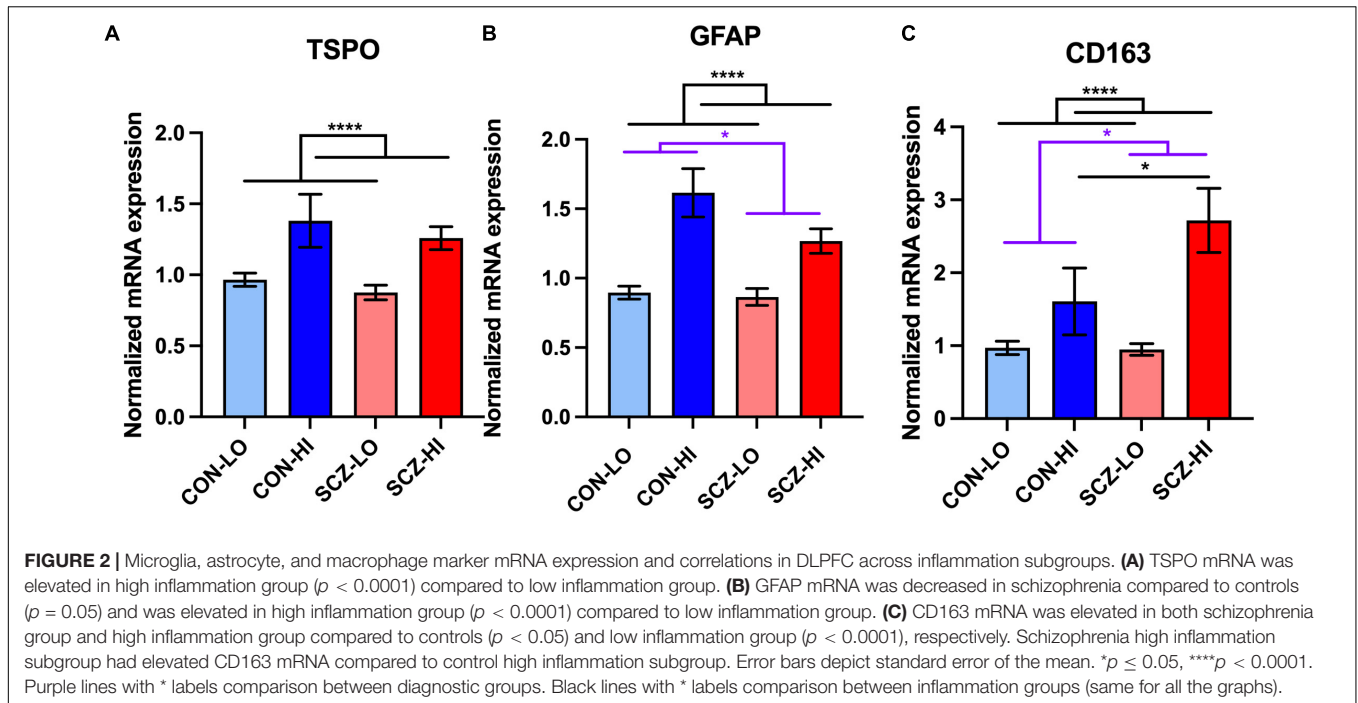 A
TSPO
Normalized mRNA expression
2.0
1.5
1.0
0.5
0.0
****
CON-LO
CON-HI
SCZ-LO
SCZ-HI
B
GFAP
Normalized mRNA expression
2.0
1.5
1.0
0.5
0.0
****
*
CON-LO
CON-HI
SCZ-LO
SCZ-HI
C
CD163
Normalized mRNA expression
4
3
2
1
0
****
*
*
CON-LO
CON-HI
SCZ-LO
SCZ-HI
FIGURE 2 | Microglia, astrocyte, and macrophage marker mRNA expression and correlations in DLPFC across inflammation subgroups. (A) TSPO mRNA was
elevated in high inflammation group (p < 0.0001) compared to low inflammation group. (B) GFAP mRNA was decreased in schizophrenia compared to controls
(p = 0.05) and was elevated in high inflammation group (p < 0.0001) compared to low inflammation group. (C) CD163 mRNA was elevated in both schizophrenia
group and high inflammation group compared to controls (p < 0.05) and low inflammation group (p < 0.0001), respectively. Schizophrenia high inflammation
subgroup had elevated CD163 mRNA compared to control high inflammation subgroup. Error bars depict standard error of the mean. *p ≤ 0.05, ****p < 0.0001.
Purple lines with * labels comparison between diagnostic groups. Black lines with * labels comparison between inflammation groups (same for all the graphs).